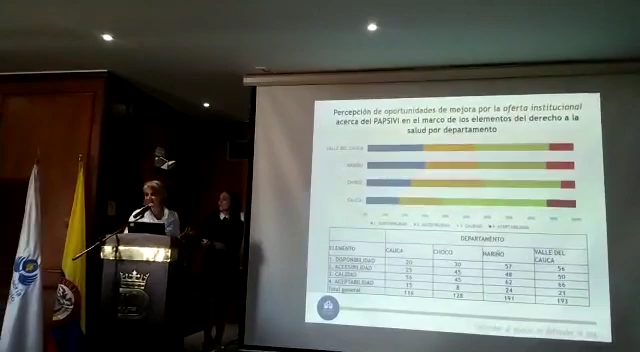 Percepción de oportunidades de mejora por la oferta institucional
acerca del PAPSIVI en el marco de los elementos del derecho a la
salud por departamento
VALLE DEL CAUCA
NARIÑO
CHOCO
CAUCA
DEPARTAMENTO
ELEMENTO CAUCA CHOCO NARIÑO VALLE DEL CAUCA
1. DISPONIBILIDAD 20 30 57 56
2. ACCESIBILIDAD 25 45 48 50
3. CALIDAD 45 62 66
4. ACEPTABILIDAD 15 8 24 21
Total general 128 191 193